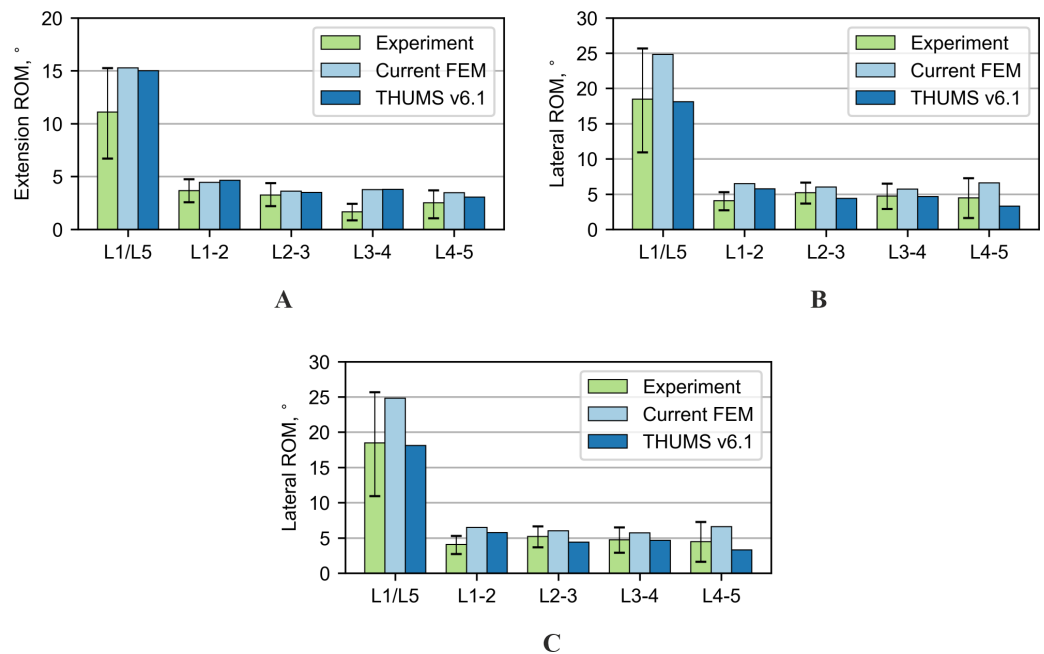 20
15
10
5
0
Extension ROM, °
Experiment
Current FEM
THUMS v6.1
L1/L5 L1-2 L2-3 L3-4 L4-5
A
30
25
20
15
10
5
0
Lateral ROM, °
Experiment
Current FEM
THUMS v6.1
L1/L5 L1-2 L2-3 L3-4 L4-5
B
30
25
20
15
10
5
0
Lateral ROM, °
Experiment
Current FEM
THUMS v6.1
L1/L5 L1-2 L2-3 L3-4 L4-5
C